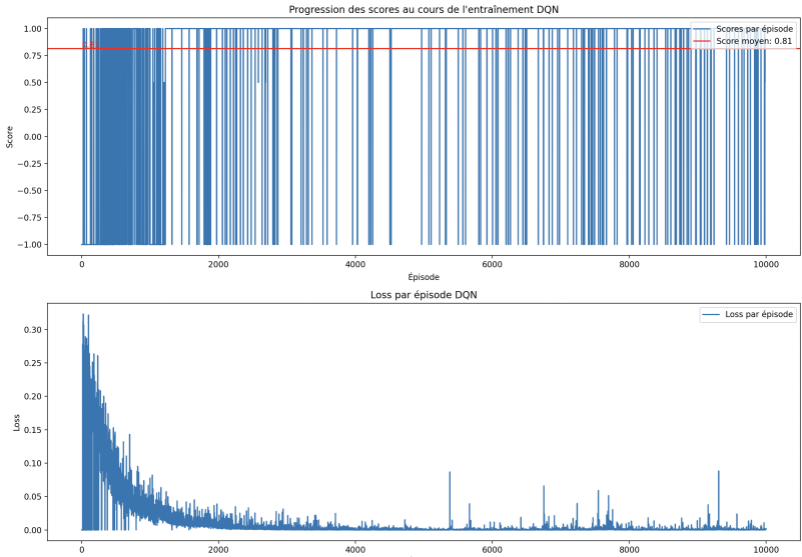 Progression des scores au cours de l'entraînement DQN
Scores par épisode
Score moyen: 0.81
Score
1.00
0.75
0.50
0.25
0.00
−0.25
−0.50
−0.75
−1.00
0 2000 4000 6000 8000 10000
Épisode
Loss par épisode DQN
Loss par épisode
Loss
0.30
0.25
0.20
0.15
0.10
0.05
0.00
0 2000 4000 6000 8000 10000